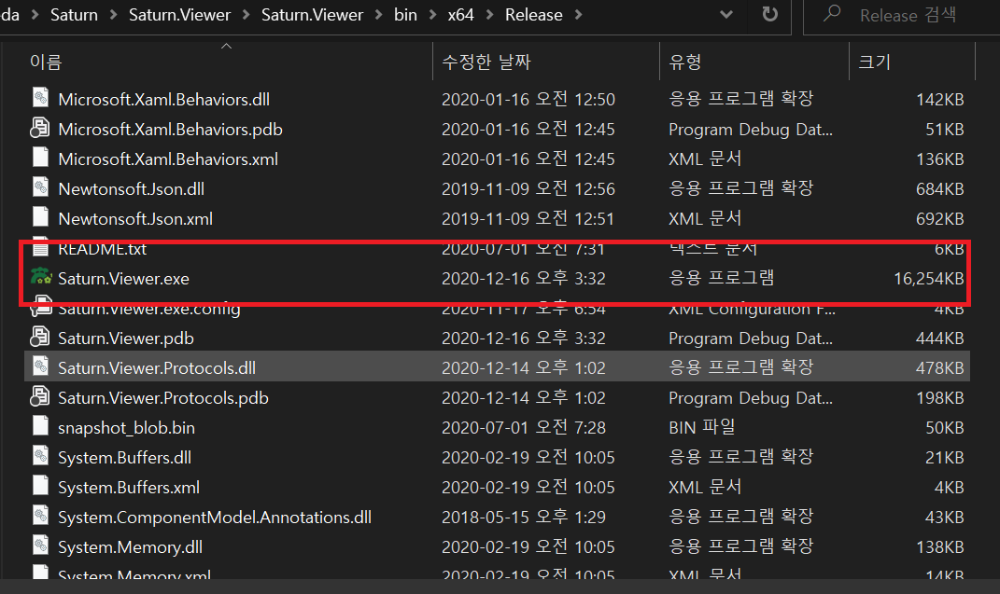 da > Saturn > Saturn.Viewer > Saturn.Viewer > bin > x64 > Release > Release 검색
이름 수정한 날짜 유형 크기
Microsoft.Xaml.Behaviors.dll 2020-01-16 오전 12:50 응용 프로그램 확장 142KB
Microsoft.Xaml.Behaviors.pdb 2020-01-16 오전 12:45 Program Debug Dat... 51KB
Microsoft.Xaml.Behaviors.xml 2020-01-16 오전 12:45 XML 문서 136KB
Newtonsoft.Json.dll 2019-11-09 오전 12:56 응용 프로그램 확장 684KB
Newtonsoft.Json.xml 2019-11-09 오전 12:51 XML 문서 692KB
README.txt 2020-07-01 오전 7:31 텍스트 문서 6KB
Saturn.Viewer.exe 2020-12-16 오후 3:32 응용 프로그램 16,254KB
Saturn.Viewer.exe.config 2020-11-17 오후 6:54 XML Configuration F... 4KB
Saturn.Viewer.pdb 2020-12-16 오후 3:32 Program Debug Dat... 444KB
Saturn.Viewer.Protocols.dll 2020-12-14 오후 1:02 응용 프로그램 확장 478KB
Saturn.Viewer.Protocols.pdb 2020-12-14 오후 1:02 Program Debug Dat... 198KB
snapshot_blob.bin 2020-07-01 오전 7:28 BIN 파일 50KB
System.Buffers.dll 2020-02-19 오전 10:05 응용 프로그램 확장 21KB
System.Buffers.xml 2020-02-19 오전 10:05 XML 문서 4KB
System.ComponentModel.Annotations.dll 2018-05-15 오후 1:29 응용 프로그램 확장 43KB
System.Memory.dll 2020-02-19 오전 10:05 응용 프로그램 확장 138KB
System.Memory.xml 2020-02-19 오전 10:05 XML 문서 14KB